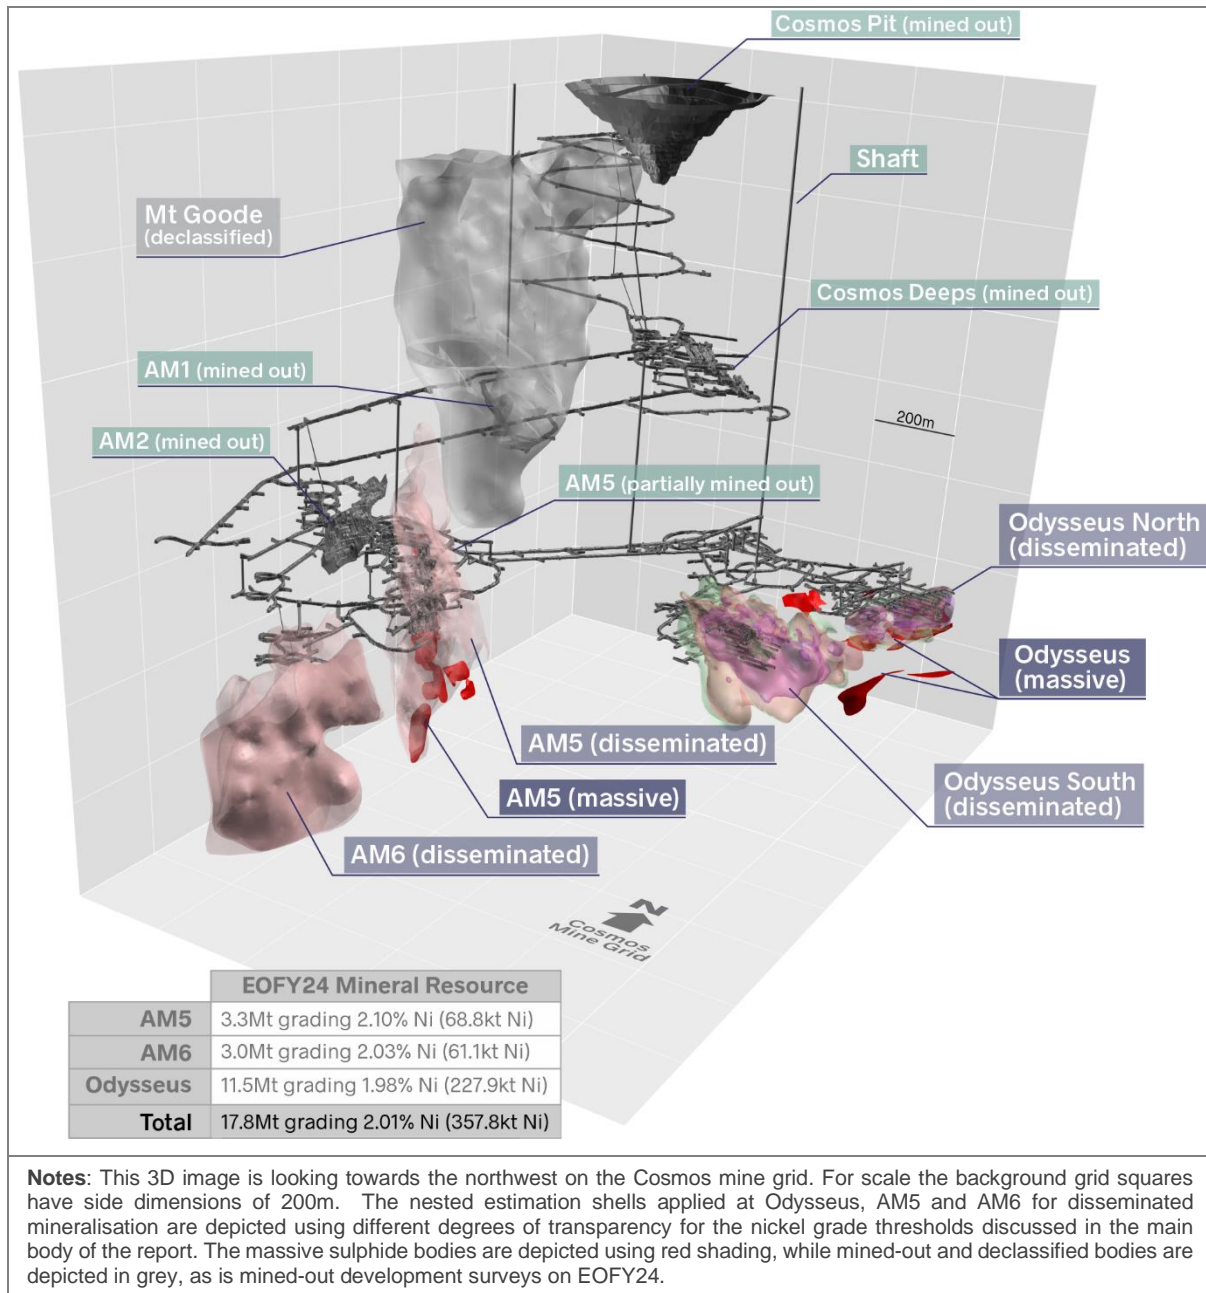 Cosmos Pit (mined out)
Shaft
Mt Goode
(declassified)
Cosmos Deeps (mined out)
AM1 (mined out)
200m
AM2 (mined out)
AM5 (partially mined out)
Odysseus North
(disseminated)
Odysseus
(massive)
AM5 (disseminated)
AM5 (massive)
Odysseus South
(disseminated)
AM6 (disseminated)
N
Cosmos
Mine Grid
EOFY24 Mineral Resource
AM5 3.3Mt grading 2.10% Ni (68.8kt Ni)
AM6 3.0Mt grading 2.03% Ni (61.1kt Ni)
Odysseus 11.5Mt grading 1.98% Ni (227.9kt Ni)
Total 17.8Mt grading 2.01% Ni (357.8kt Ni)
Notes: This 3D image is looking towards the northwest on the Cosmos mine grid. For scale the background grid squares
have side dimensions of 200m. The nested estimation shells applied at Odysseus, AM5 and AM6 for disseminated
mineralisation are depicted using different degrees of transparency for the nickel grade thresholds discussed in the main
body of the report. The massive sulphide bodies are depicted using red shading, while mined-out and declassified bodies are
depicted in grey, as is mined-out development surveys on EOFY24.